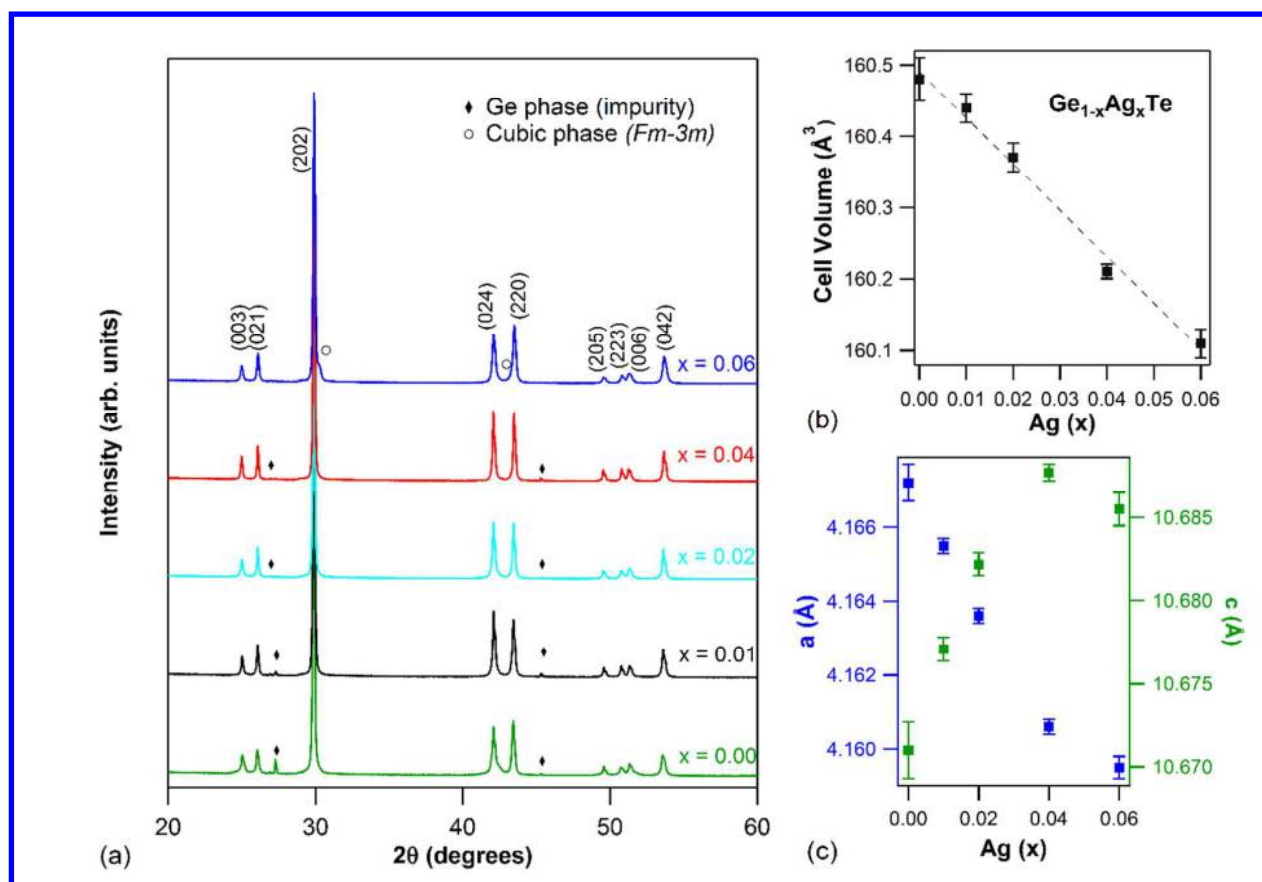 Ge phase (impurity)
Cubic phase (Fm-3m)
(003)
(021)
(202)
(024)
(220)
(205)
(223)
(006)
(042)
x = 0.06
x = 0.04
x = 0.02
x = 0.01
x = 0.00
Intensity (arb. units)
20 30 40 50 60
2θ (degrees)
(a)
Ge1-xAgxTe
Cell Volume (Å3)
160.5
160.4
160.3
160.2
160.1
0.00 0.01 0.02 0.03 0.04 0.05 0.06
Ag (x)
(b)
a (Å)
4.166
4.164
4.162
4.160
c (Å)
10.685
10.680
10.675
10.670
0.00 0.02 0.04 0.06
Ag (x)
(c)